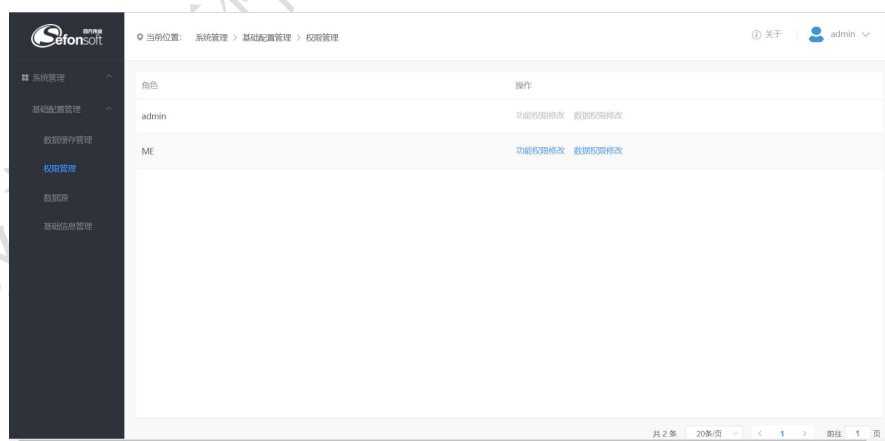 Sefonsoft
当前位置: 系统管理 > 基础配置管理 > 权限管理
关于
admin
系统管理
基础配置管理
数据缓存管理
权限管理
数据源
基础信息管理
角色 操作
admin 功能权限修改 数据权限修改
ME 功能权限修改 数据权限修改
共 2 条 20条/页 < 1 > 前往 1 页